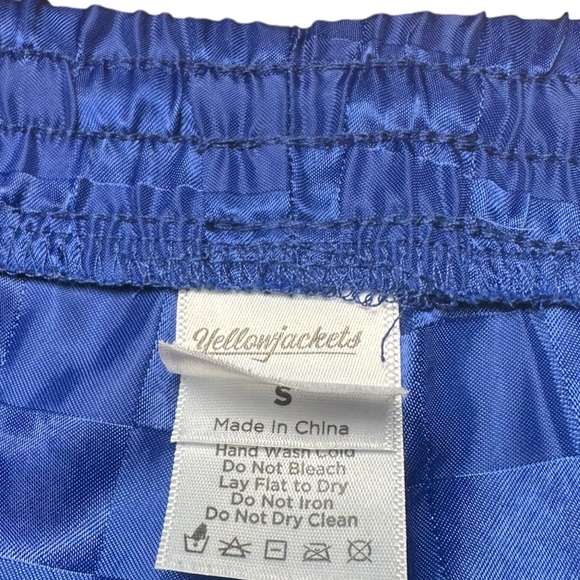 Yellowjackets
S
Made in China
Hand Wash Cold
Do Not Bleach
Lay Flat to Dry
Do Not Iron
Do Not Dry Clean